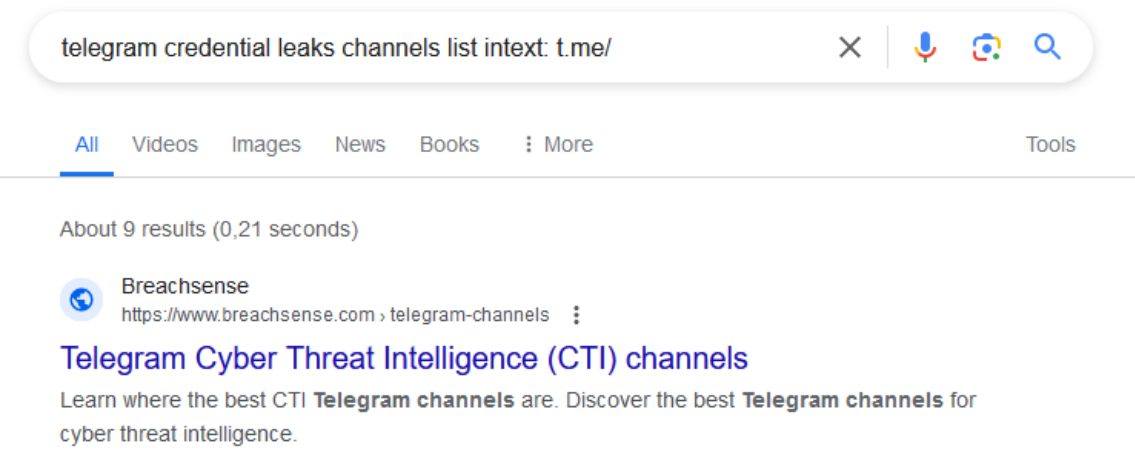 telegram credential leaks channels list intext: t.me/
All Videos Images News Books More Tools
About 9 results (0,21 seconds)
Breachsense
https://www.breachsense.com › telegram-channels
Telegram Cyber Threat Intelligence (CTI) channels
Learn where the best CTI Telegram channels are. Discover the best Telegram channels for
cyber threat intelligence.